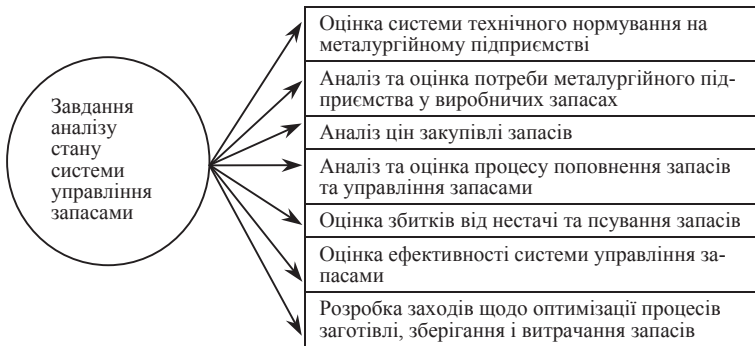 Завдання
аналізу
стану
системи
управління
запасами
Оцінка системи технічного нормування на
металургійному підприємстві
Аналіз та оцінка потреби металургійного під-
приємства у виробничих запасах
Аналіз цін закупівлі запасів
Аналіз та оцінка процесу поповнення запасів
та управління запасами
Оцінка збитків від нестачі та псування запасів
Оцінка ефективності системи управління за-
пасами
Розробка заходів щодо оптимізації процесів
заготівлі, зберігання і витрачання запасів